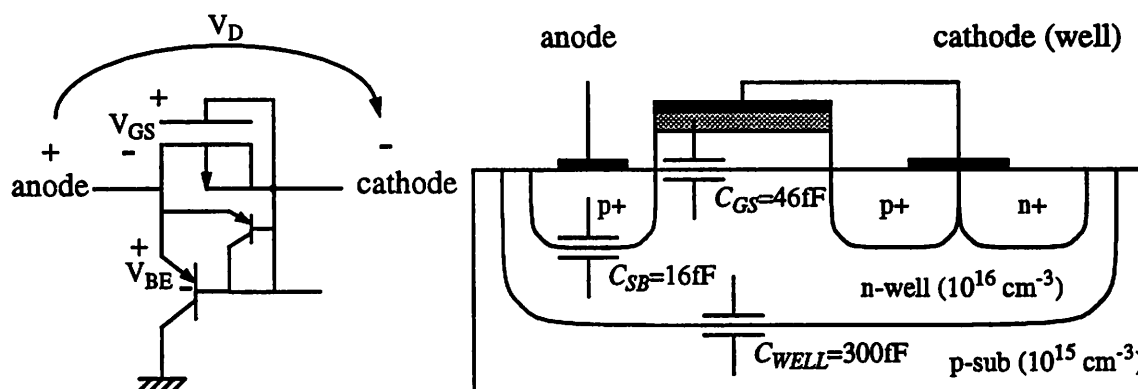 V_D
+
V_GS
+
-
-
anode
cathode
+
V_BE
-
anode
cathode (well)
p+
C_GS=46fF
p+
n+
C_SB=16fF
n-well (10^16 cm^-3)
C_WELL=300fF
p-sub (10^15 cm^-3)